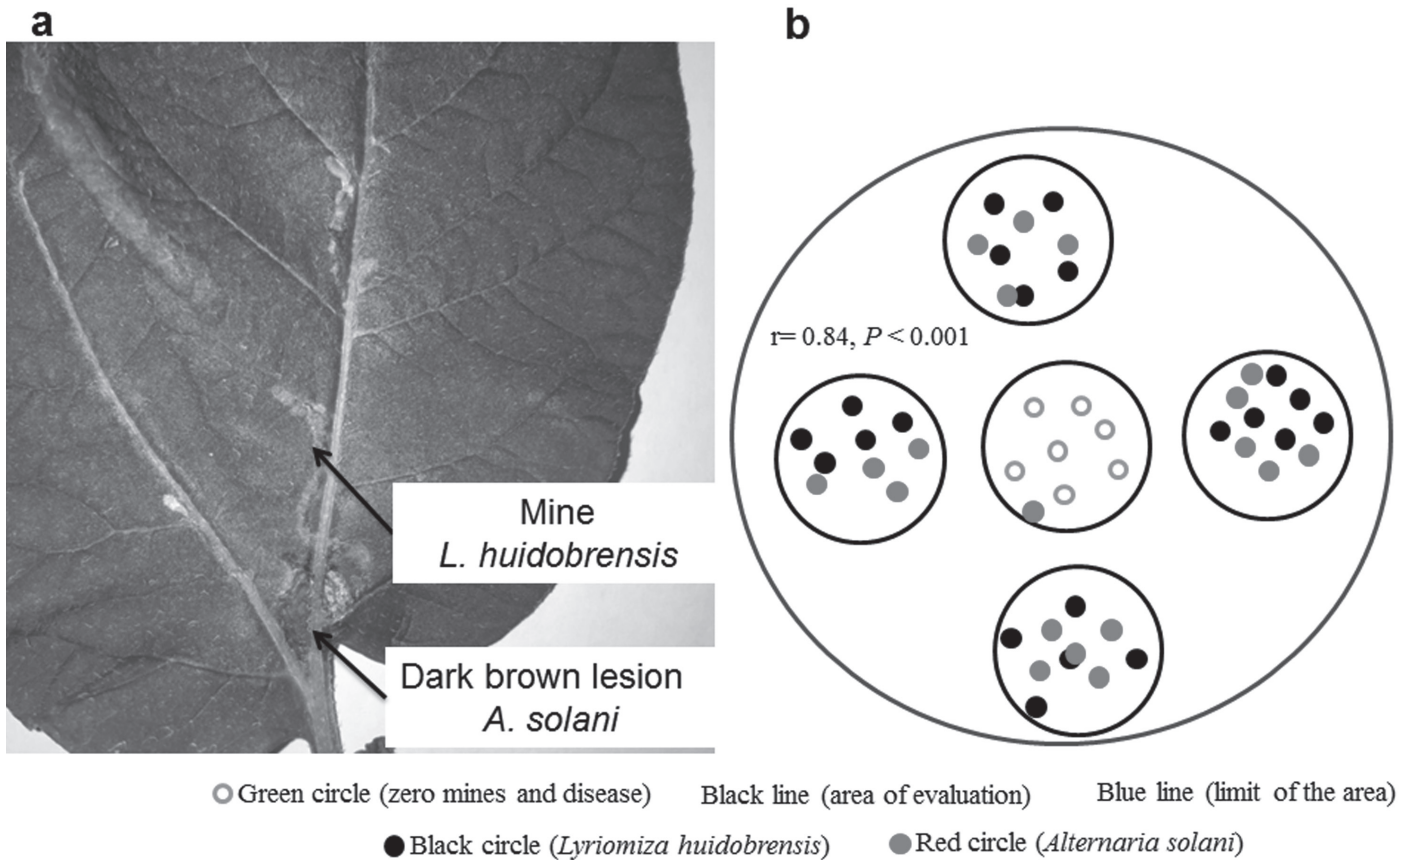 a
b
r= 0.84, P < 0.001
Mine
L. huidobrensis
Dark brown lesion
A. solani
Green circle (zero mines and disease) Black line (area of evaluation) Blue line (limit of the area)
Black circle (Lyriomiza huidobrensis) Red circle (Alternaria solani)